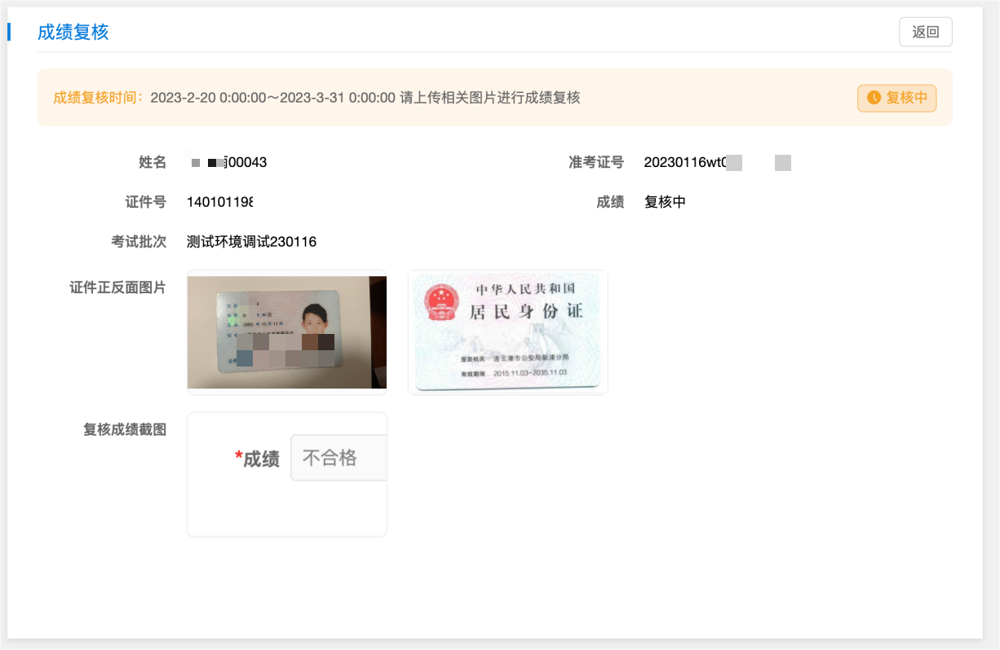 成绩复核
返回
成绩复核时间： 2023-2-20 0:00:00～2023-3-31 0:00:00 请上传相关图片进行成绩复核
复核中
姓名 00043
准考证号 20230116wt
证件号 14010119
成绩 复核中
考试批次 测试环境调试230116
证件正反面图片
中华人民共和国
居民身份证
签发机关 连云港市公安局新浦分局
有效期限 2015.11.03-2035.11.03
复核成绩截图
*成绩 不合格